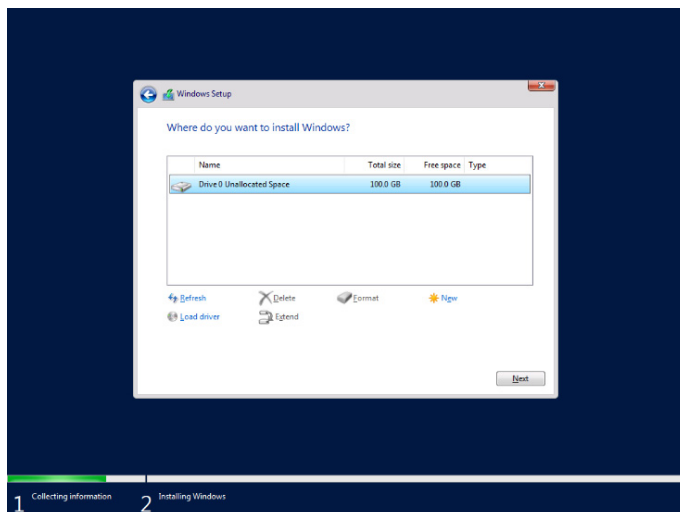 Windows Setup
Where do you want to install Windows?
Name Total size Free space Type
Drive 0 Unallocated Space 100.0 GB 100.0 GB
Refresh Delete Format New
Load driver Extend
Next
1 Collecting information 2 Installing Windows